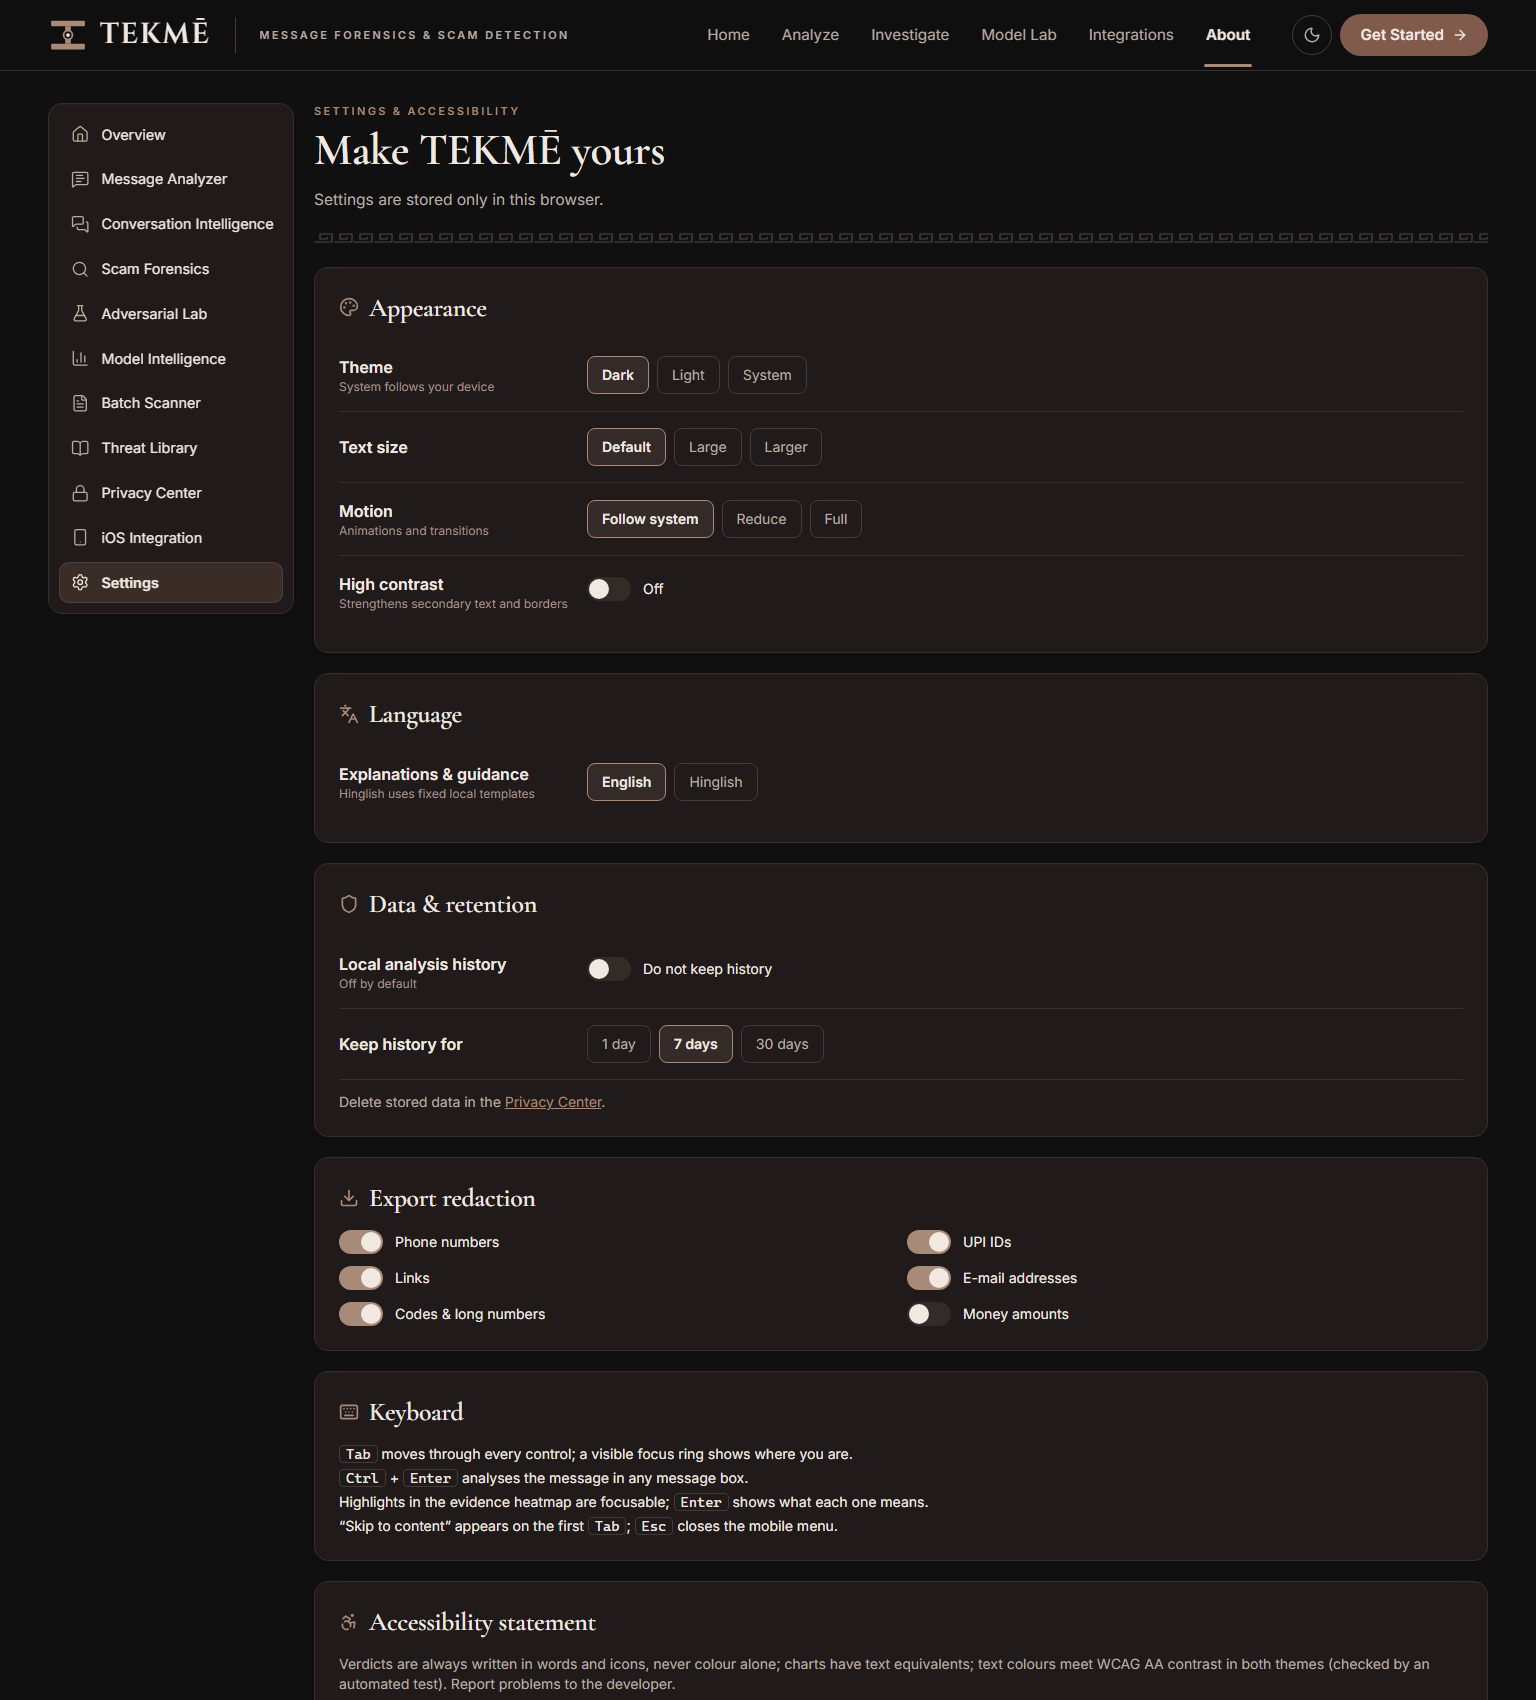 TEKMĒ
MESSAGE FORENSICS & SCAM DETECTION
Home
Analyze
Investigate
Model Lab
Integrations
About
Get Started
Overview
Message Analyzer
Conversation Intelligence
Scam Forensics
Adversarial Lab
Model Intelligence
Batch Scanner
Threat Library
Privacy Center
iOS Integration
Settings
SETTINGS & ACCESSIBILITY
Make TEKMĒ yours
Settings are stored only in this browser.
Appearance
Theme
System follows your device
Dark
Light
System
Text size
Default
Large
Larger
Motion
Animations and transitions
Follow system
Reduce
Full
High contrast
Strengthens secondary text and borders
Off
Language
Explanations & guidance
Hinglish uses fixed local templates
English
Hinglish
Data & retention
Local analysis history
Off by default
Do not keep history
Keep history for
1 day
7 days
30 days
Delete stored data in the Privacy Center.
Export redaction
Phone numbers
UPI IDs
Links
E-mail addresses
Codes & long numbers
Money amounts
Keyboard
Tab moves through every control; a visible focus ring shows where you are.
Ctrl + Enter analyses the message in any message box.
Highlights in the evidence heatmap are focusable; Enter shows what each one means.
“Skip to content” appears on the first Tab; Esc closes the mobile menu.
Accessibility statement
Verdicts are always written in words and icons, never colour alone; charts have text equivalents; text colours meet WCAG AA contrast in both themes (checked by an
automated test). Report problems to the developer.